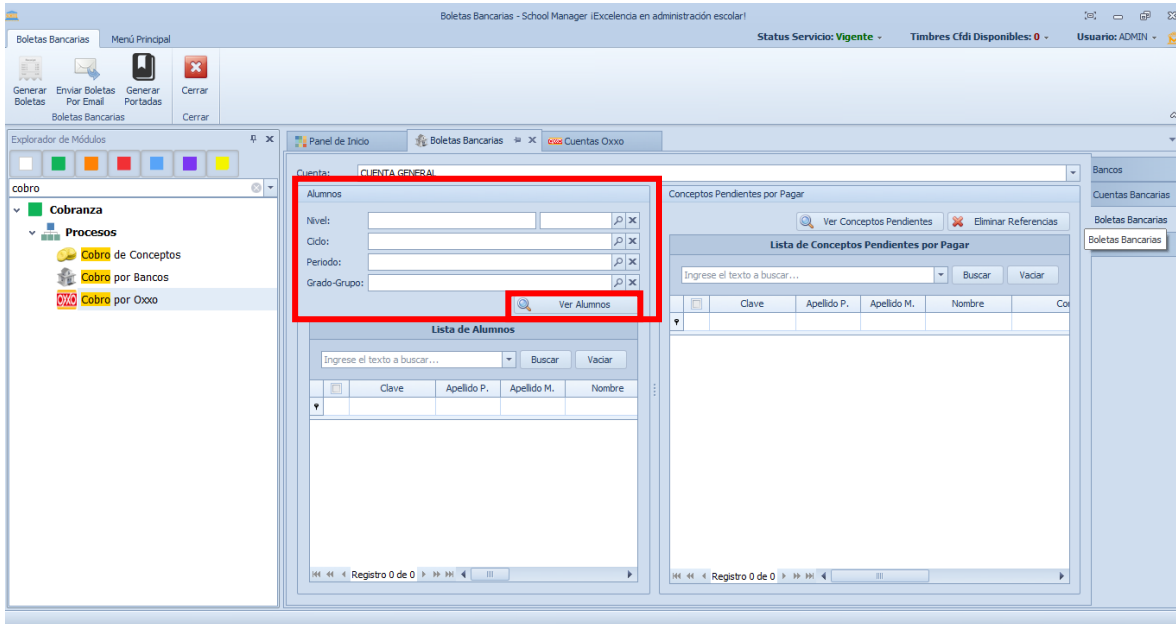 Boletas Bancarias - School Manager ¡Excelencia en administración escolar!
Boletas Bancarias Menú Principal
Status Servicio: Vigente Timbres Cfdi Disponibles: 0 Usuario: ADMIN
Generar Boletas
Enviar Boletas Por Email
Generar Portadas
Cerrar
Boletas Bancarias
Cerrar
Explorador de Módulos
cobro
Cobranza
Procesos
Cobro de Conceptos
Cobro por Bancos
OXXO Cobro por Oxxo
Panel de Inicio
Boletas Bancarias
OXXO Cuentas Oxxo
Cuenta: CUENTA GENERAL
Alumnos
Nivel:
Ciclo:
Periodo:
Grado-Grupo:
Ver Alumnos
Lista de Alumnos
Ingrese el texto a buscar... Buscar Vaciar
Clave Apellido P. Apellido M. Nombre
Registro 0 de 0
Conceptos Pendientes por Pagar
Ver Conceptos Pendientes Eliminar Referencias
Lista de Conceptos Pendientes por Pagar
Ingrese el texto a buscar... Buscar Vaciar
Clave Apellido P. Apellido M. Nombre Co
Registro 0 de 0
Bancos
Cuentas Bancarias
Boletas Bancarias
Boletas Bancarias